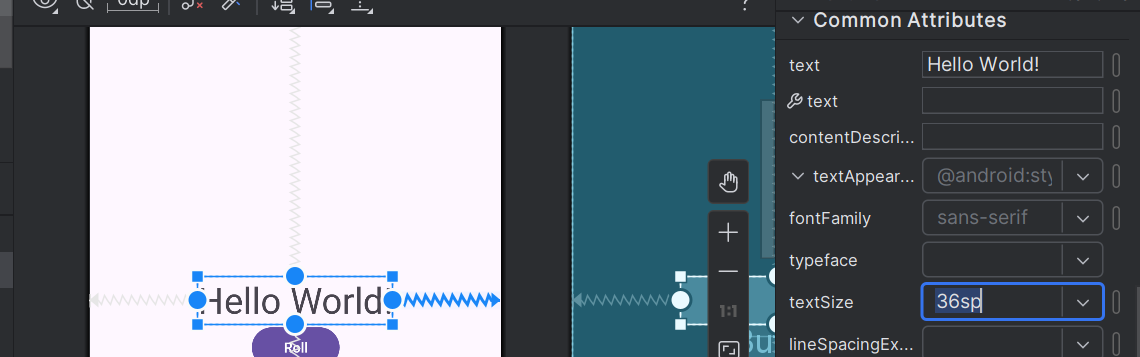 0dp
?
Common Attributes
text Hello World!
text
contentDescri...
textAppear... @android:sty
fontFamily sans-serif
typeface
textSize 36sp
lineSpacingEx...
Hello World!
Roll
1:1